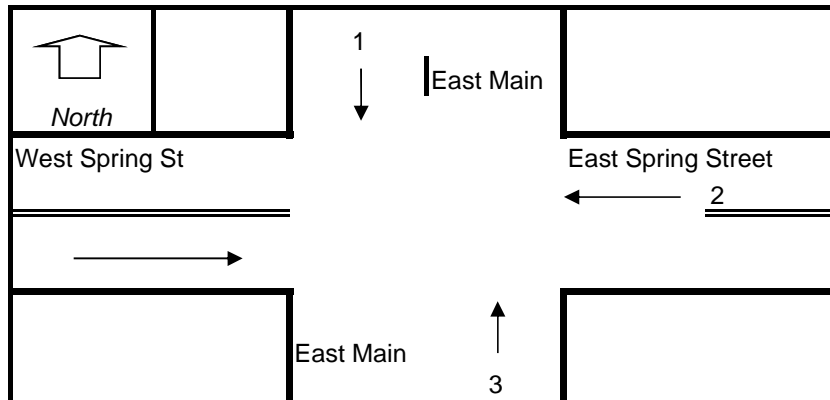 1
East Main
North
West Spring St
East Spring Street
2
East Main
3